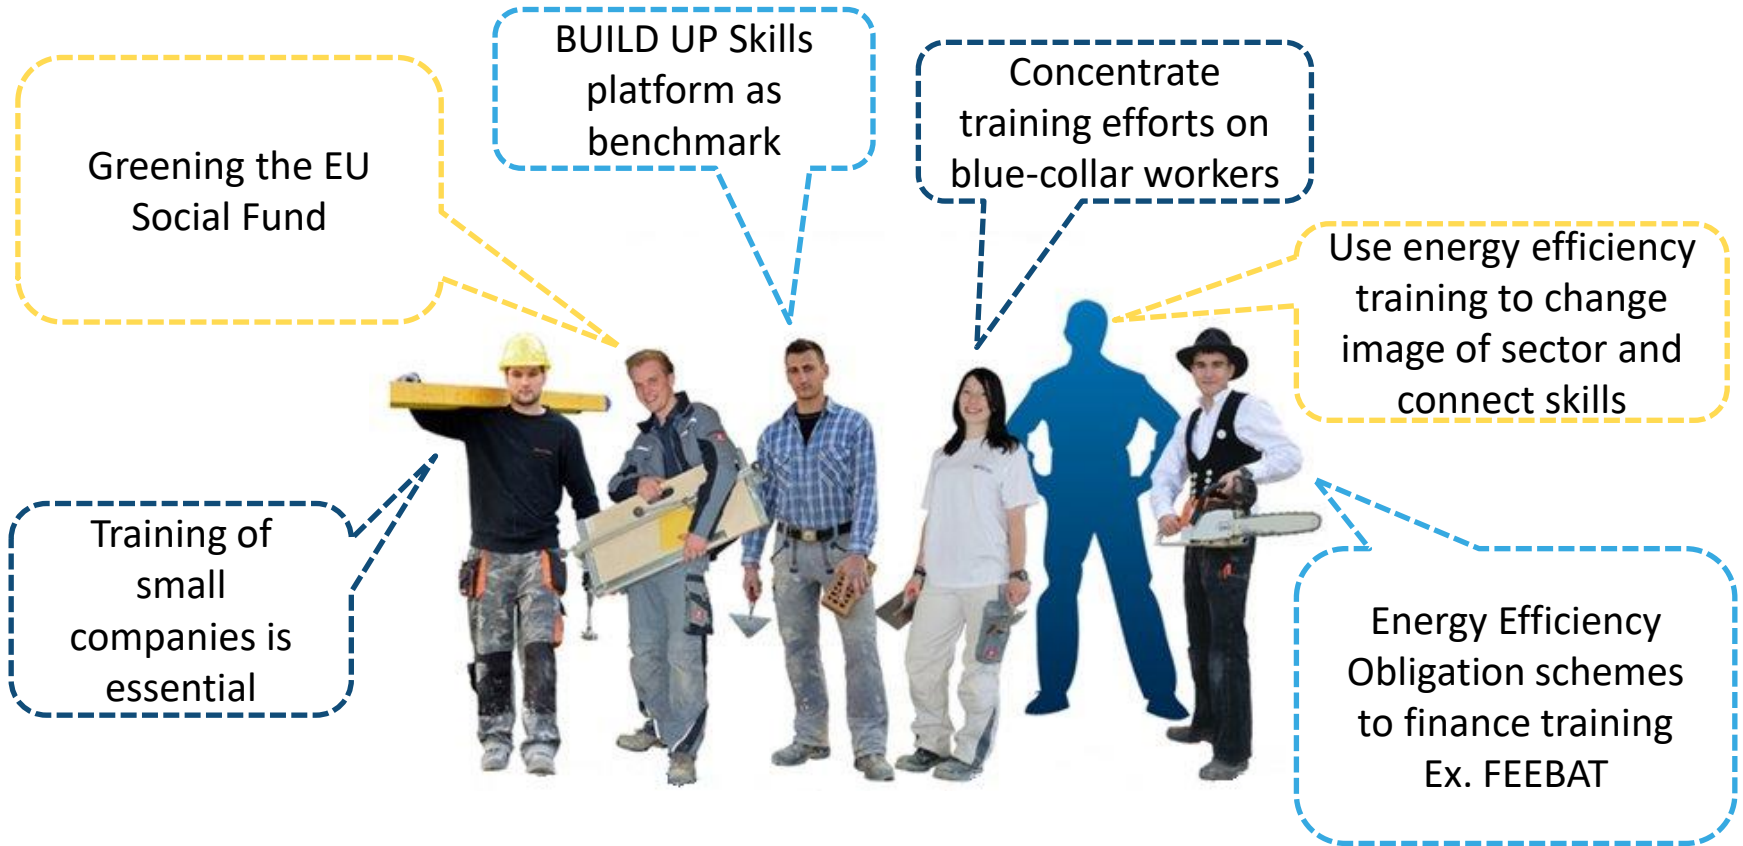 BUILD UP Skills
platform as
benchmark
Concentrate
training efforts on
blue-collar workers
Greening the EU
Social Fund
Use energy efficiency
training to change
image of sector and
connect skills
Training of
small
companies is
essential
Energy Efficiency
Obligation schemes
to finance training
Ex. FEEBAT